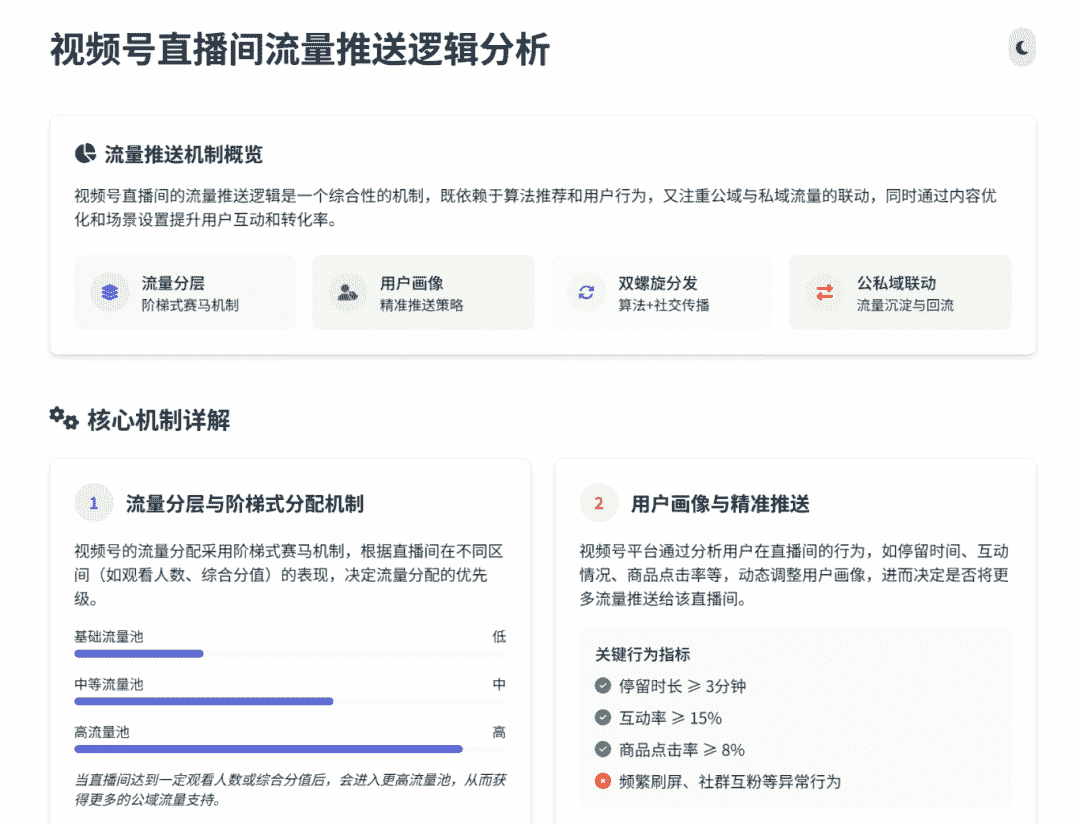 视频号直播间流量推送逻辑分析
流量推送机制概览
视频号直播间的流量推送逻辑是一个综合性的机制，既依赖于算法推荐和用户行为，又注重公域与私域流量的联动，同时通过内容优
化和场景设置提升用户互动和转化率。
流量分层
阶梯式赛马机制
用户画像
精准推送策略
双螺旋分发
算法+社交传播
公私域联动
流量沉淀与回流
核心机制详解
1 流量分层与阶梯式分配机制
视频号的流量分配采用阶梯式赛马机制，根据直播间在不同区
间（如观看人数、综合分值）的表现，决定流量分配的优先
级。
基础流量池 低
中等流量池 中
高流量池 高
当直播间达到一定观看人数或综合分值后，会进入更高流量池，从而获
得更多的公域流量支持。
2 用户画像与精准推送
视频号平台通过分析用户在直播间的行为，如停留时间、互动
情况、商品点击率等，动态调整用户画像，进而决定是否将更
多流量推送给该直播间。
关键行为指标
停留时长 ≥ 3分钟
互动率 ≥ 15%
商品点击率 ≥ 8%
频繁刷屏、社群互粉等异常行为